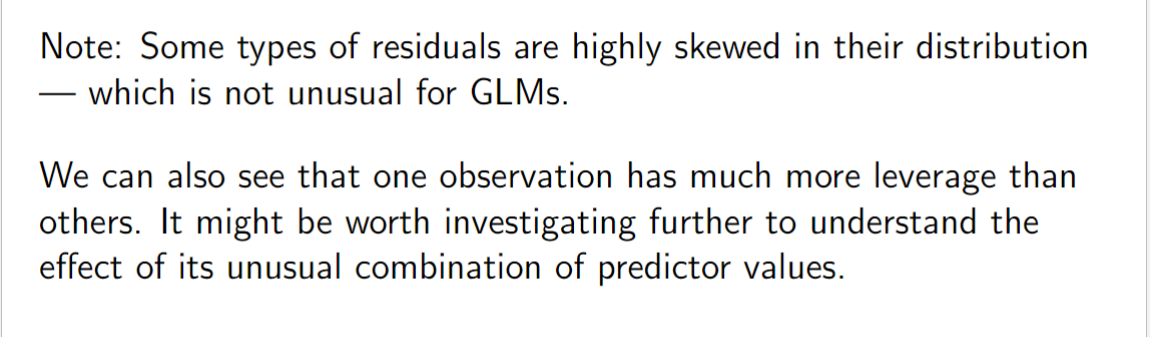 Note: Some types of residuals are highly skewed in their distribution
— which is not unusual for GLMs.
We can also see that one observation has much more leverage than
others. It might be worth investigating further to understand the
effect of its unusual combination of predictor values.